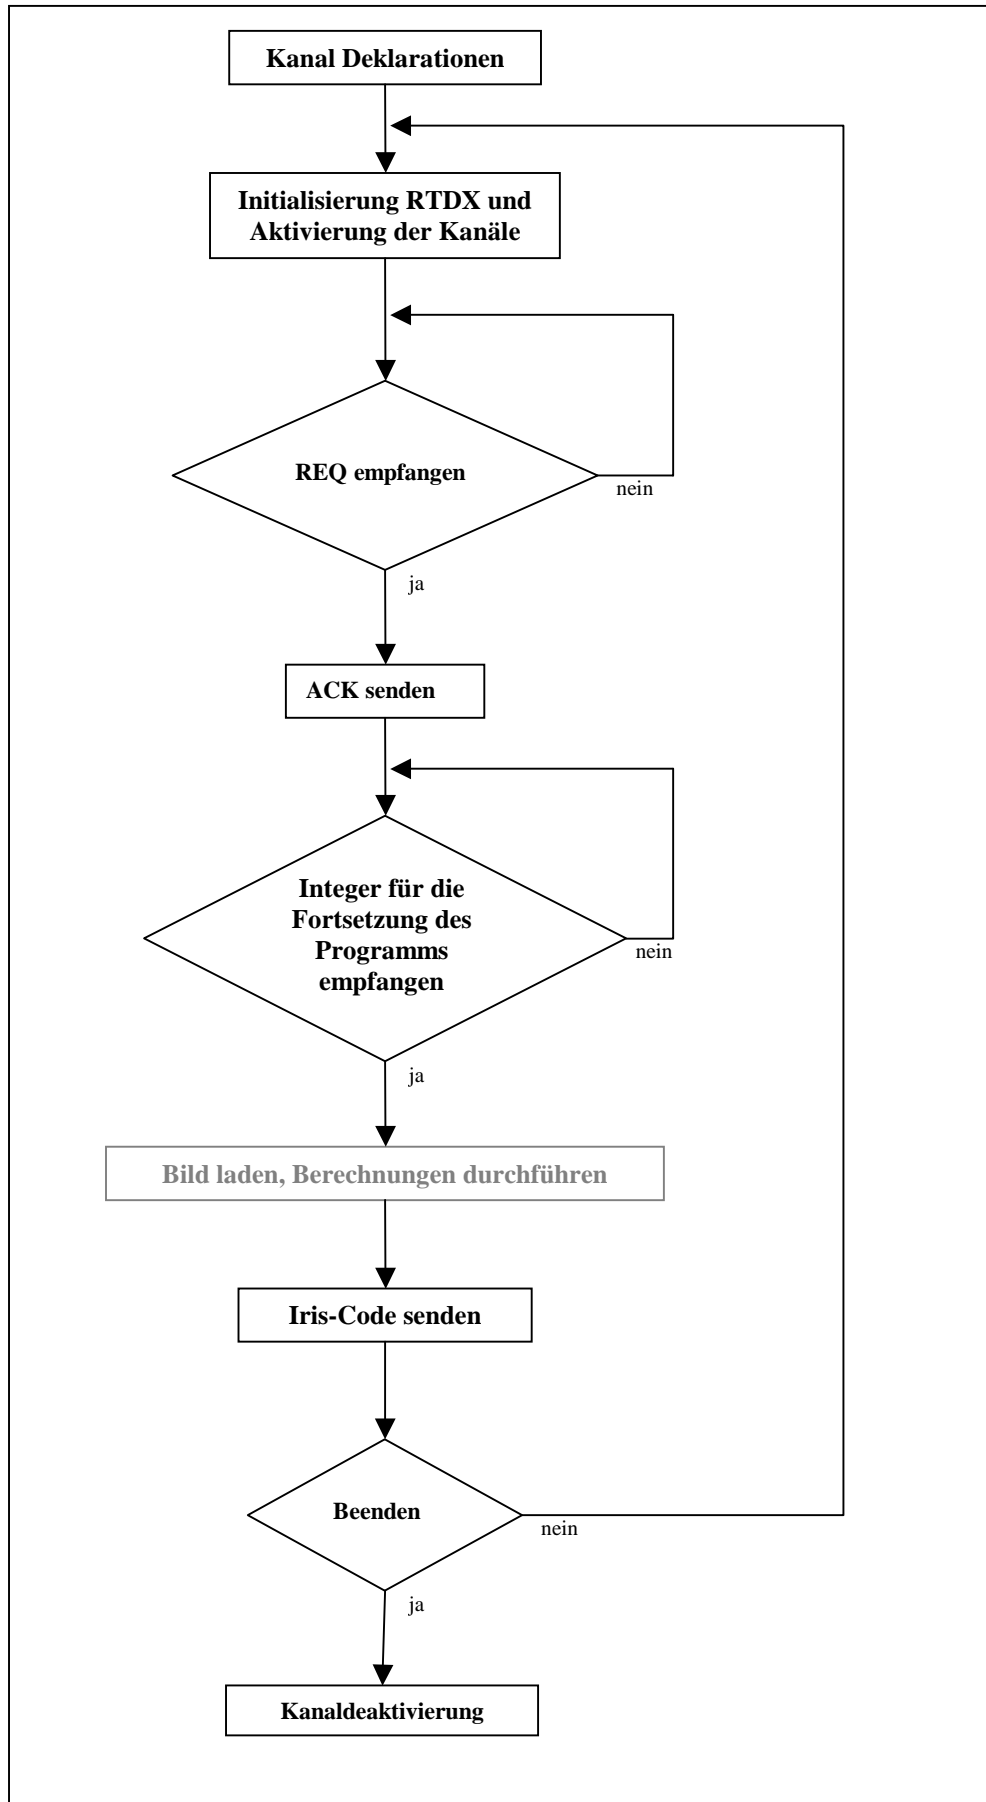 Kanal Deklarationen
Initialisierung RTDX und
Aktivierung der Kanäle
REQ empfangen
nein
ja
ACK senden
Integer für die
Fortsetzung des
Programms
empfangen
nein
ja
Bild laden, Berechnungen durchführen
Iris-Code senden
Beenden
nein
ja
Kanaldeaktivierung